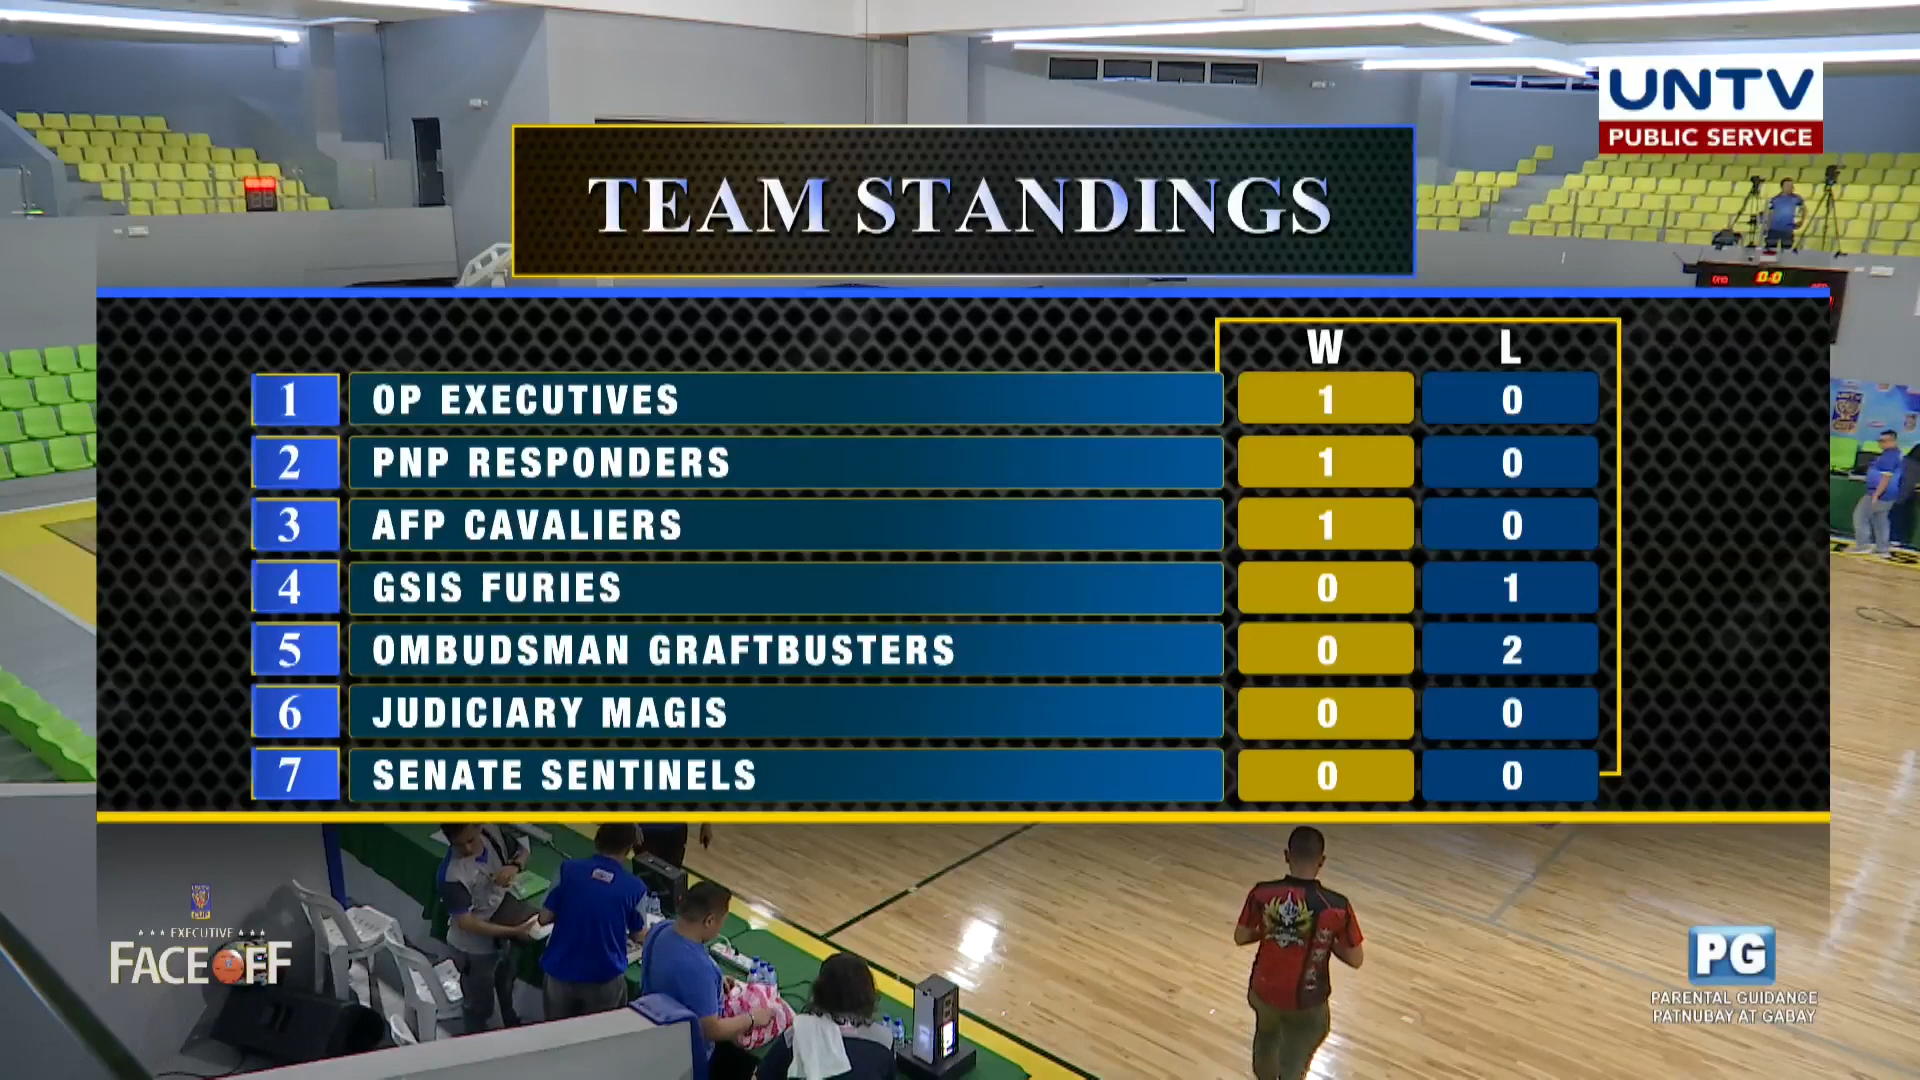 UNTV
PUBLIC SERVICE
TEAM STANDINGS
W L
1 OP EXECUTIVES 1 0
2 PNP RESPONDERS 1 0
3 AFP CAVALIERS 1 0
4 GSIS FURIES 0 1
5 OMBUDSMAN GRAFTBUSTERS 0 2
6 JUDICIARY MAGIS 0 0
7 SENATE SENTINELS 0 0
UNTV
CUP
EXECUTIVE
FACE OFF
PG
PARENTAL GUIDANCE
PATNUBAY AT GABAY